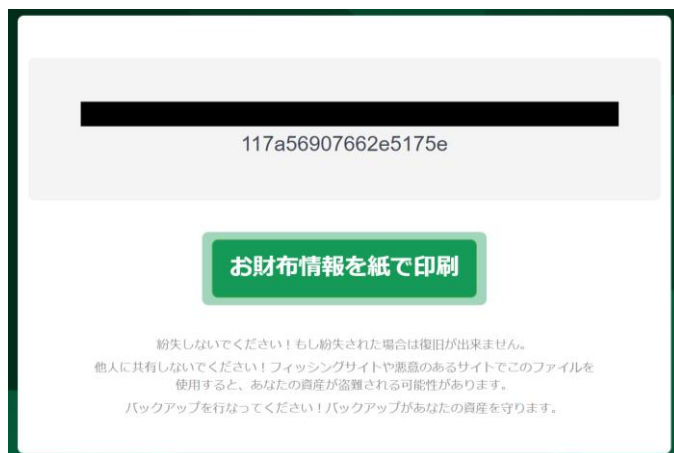 117a56907662e5175e
お財布情報を紙で印刷
紛失しないでください！もし紛失された場合は復旧が出来ません。
他人に共有しないでください！フィッシングサイトや悪意のあるサイトでこのファイルを
使用すると、あなたの資産が盗難される可能性があります。
バックアップを行なってください！バックアップがあなたの資産を守ります。